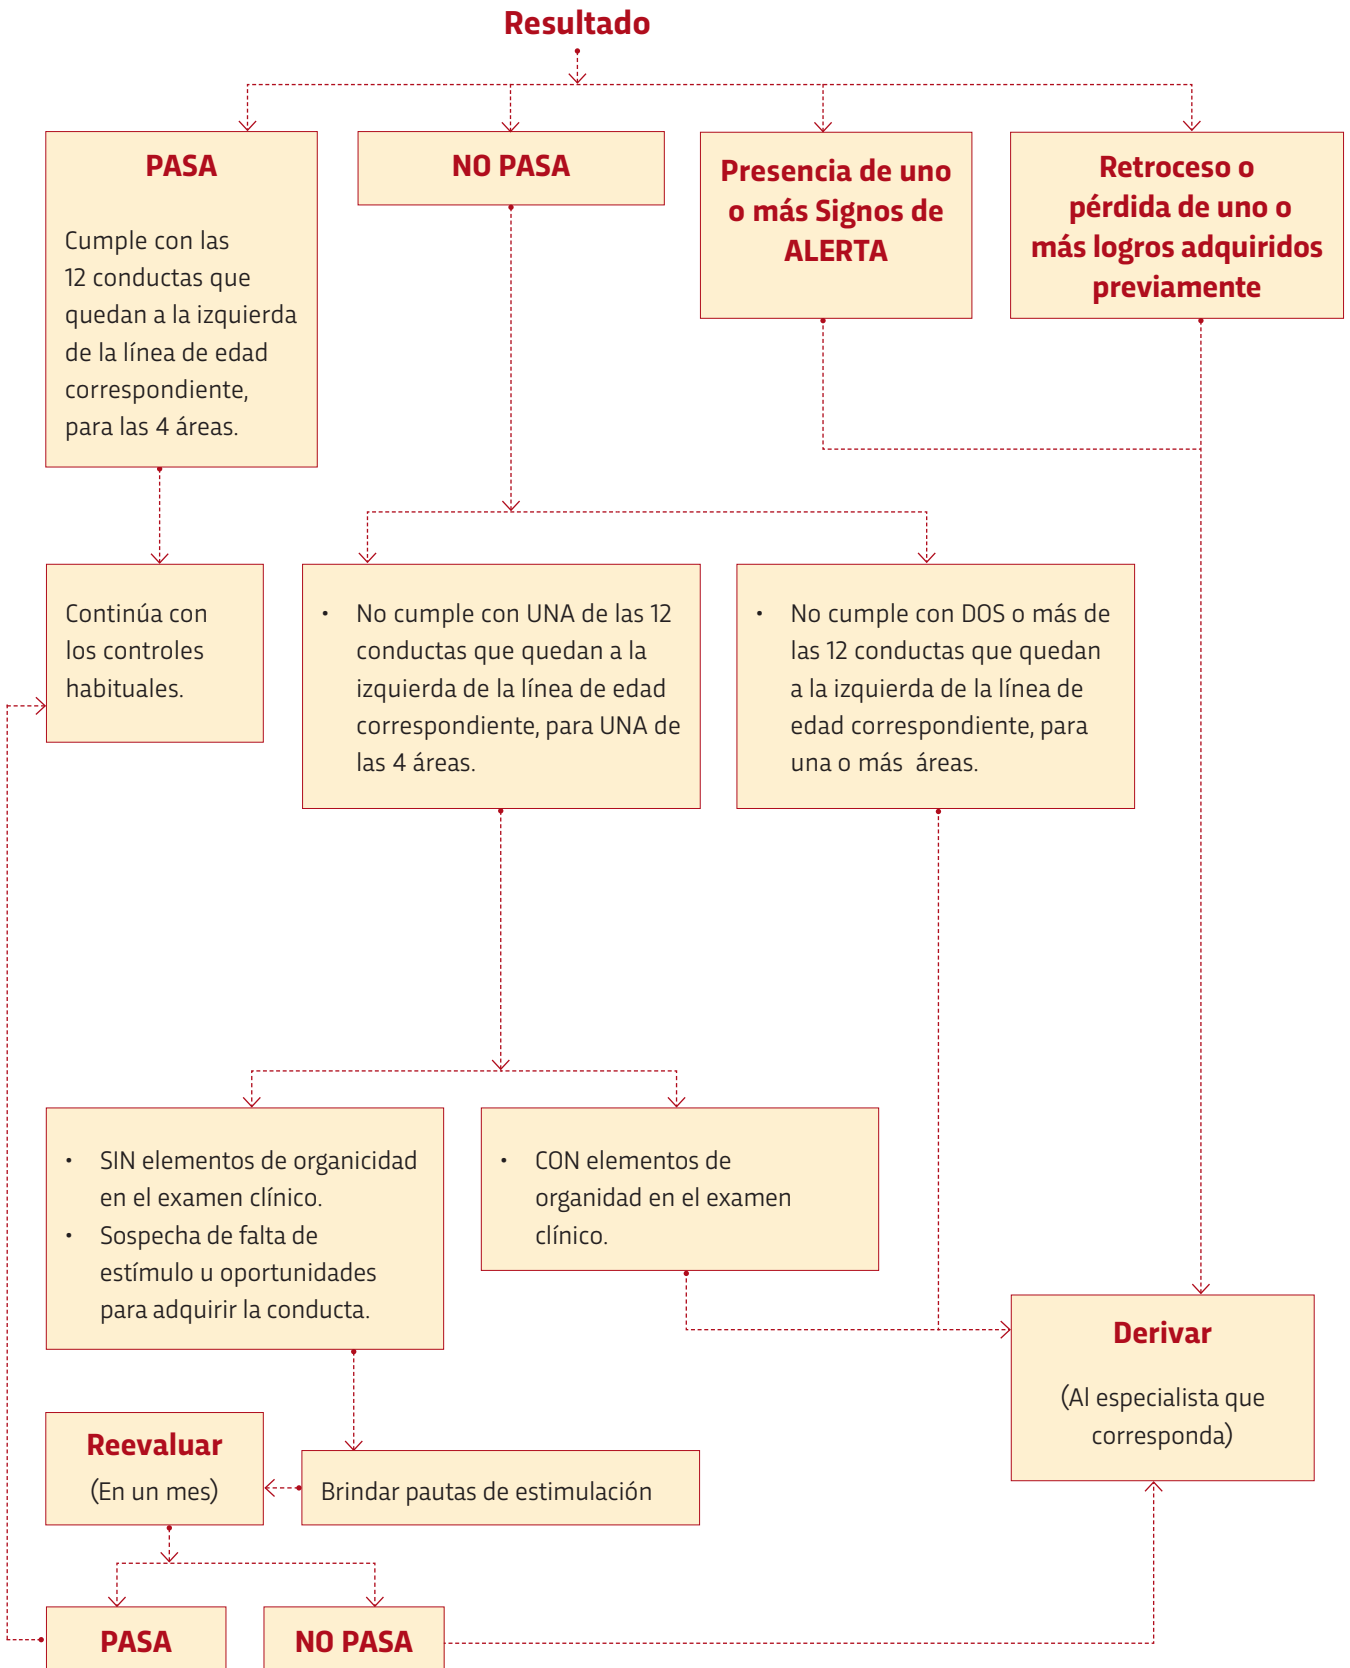 Resultado
PASA
Cumple con las
12 conductas que
quedan a la izquierda
de la línea de edad
correspondiente,
para las 4 áreas.
NO PASA
Presencia de uno
o más Signos de
ALERTA
Retroceso o
pérdida de uno o
más logros adquiridos
previamente
Continúa con
los controles
habituales.
• No cumple con UNA de las 12
conductas que quedan a la
izquierda de la línea de edad
correspondiente, para UNA de
las 4 áreas.
• No cumple con DOS o más de
las 12 conductas que quedan
a la izquierda de la línea de
edad correspondiente, para
una o más áreas.
• SIN elementos de organicidad
en el examen clínico.
• Sospecha de falta de
estímulo u oportunidades
para adquirir la conducta.
• CON elementos de
organidad en el examen
clínico.
Derivar
(Al especialista que
corresponda)
Reevaluar
(En un mes)
Brindar pautas de estimulación
PASA
NO PASA